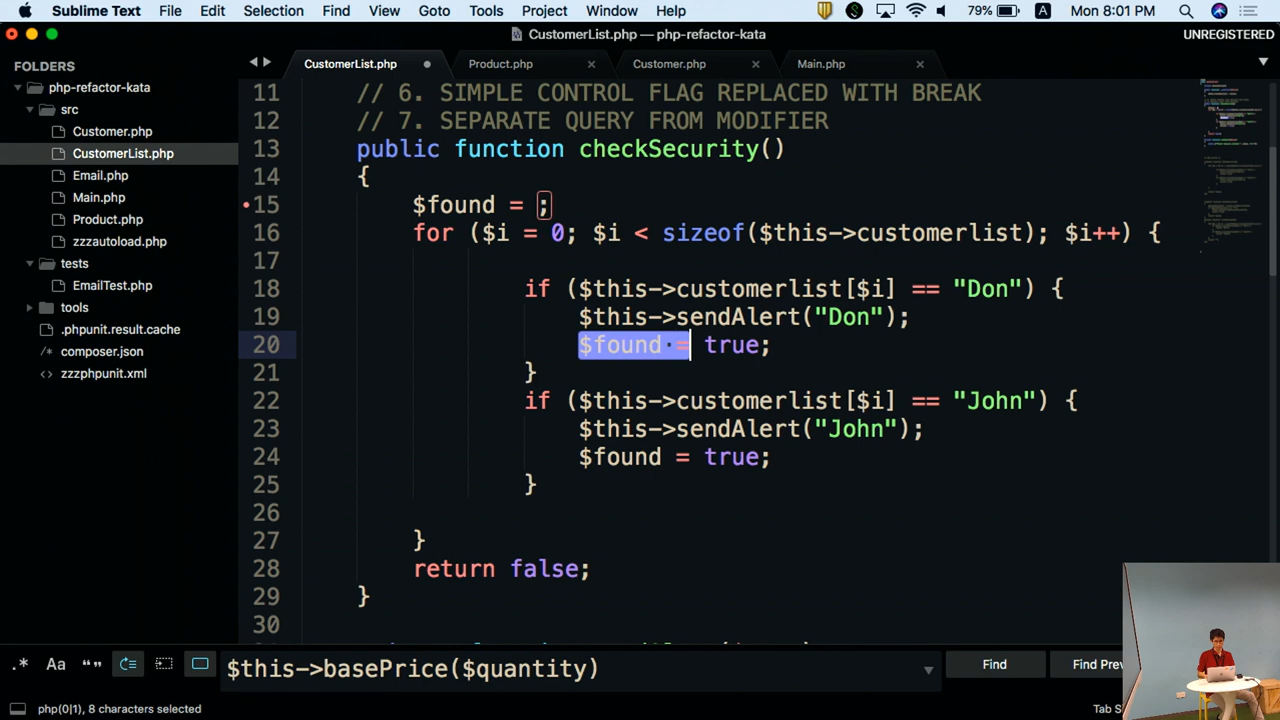 Sublime Text File Edit Selection Find View Goto Tools Project Window Help 79% A Mon 8:01 PM
CustomerList.php — php-refactor-kata UNREGISTERED
FOLDERS
php-refactor-kata
src
Customer.php
CustomerList.php
Email.php
Main.php
Product.php
zzzautoload.php
tests
EmailTest.php
tools
.phpunit.result.cache
composer.json
zzzphpunit.xml
CustomerList.php Product.php Customer.php Main.php
11 // 6. SIMPLE CONTROL FLAG REPLACED WITH BREAK
12 // 7. SEPARATE QUERY FROM MODIFIER
13 public function checkSecurity()
14 {
15 $found = ;
16 for ($i = 0; $i < sizeof($this->customerlist); $i++) {
17
18 if ($this->customerlist[$i] == "Don") {
19 $this->sendAlert("Don");
20 $found = true;
21 }
22 if ($this->customerlist[$i] == "John") {
23 $this->sendAlert("John");
24 $found = true;
25 }
26
27 }
28 return false;
29 }
30
.* Aa “” $this->basePrice($quantity) Find Find Prev
php(0|1), 8 characters selected Tab S